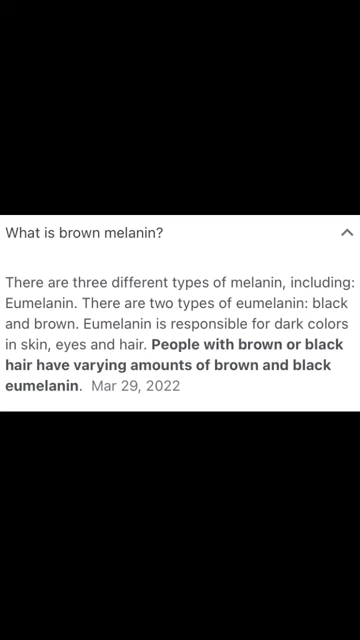 What is brown melanin?
There are three different types of melanin, including:
Eumelanin. There are two types of eumelanin: black
and brown. Eumelanin is responsible for dark colors
in skin, eyes and hair. People with brown or black
hair have varying amounts of brown and black
eumelanin. Mar 29, 2022